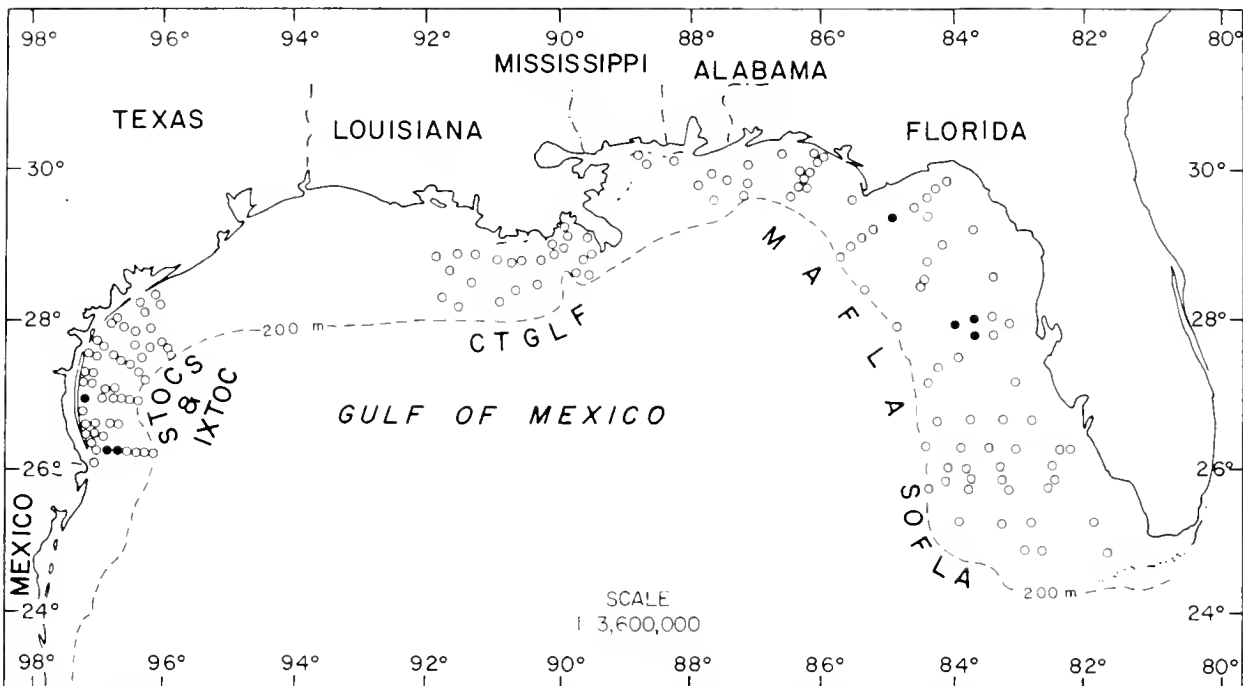 98° 96° 94° 92° 90° 88° 86° 84° 82° 80°
MISSISSIPPI ALABAMA
TEXAS LOUISIANA FLORIDA
30° 30°
MAFLA
28° 200 m 28°
CTGLF
STOCS & IXTOC
GULF OF MEXICO
26° 26°
SOFLA
MEXICO
200 m
24° 24°
SCALE
1 3,600,000
98° 96° 94° 92° 90° 88° 86° 84° 82° 80°